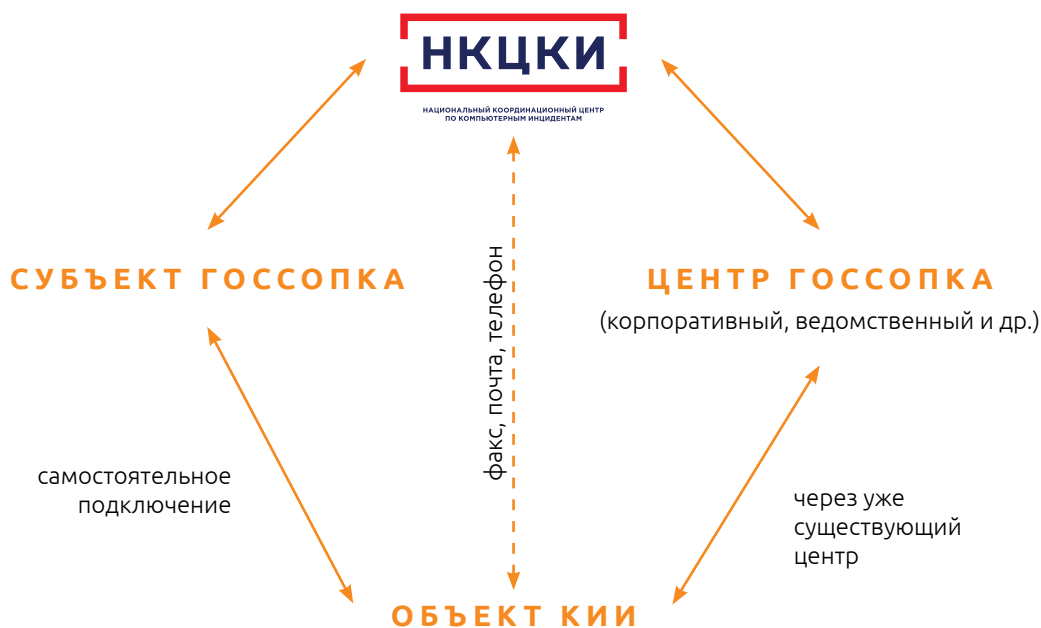 НКЦКИ
НАЦИОНАЛЬНЫЙ КООРДИНАЦИОННЫЙ ЦЕНТР
ПО КОМПЬЮТЕРНЫМ ИНЦИДЕНТАМ
СУБЪЕКТ ГОССОПКА
ЦЕНТР ГОССОПКА
(корпоративный, ведомственный и др.)
факс, почта, телефон
самостоятельное
подключение
через уже
существующий
центр
ОБЪЕКТ КИИ